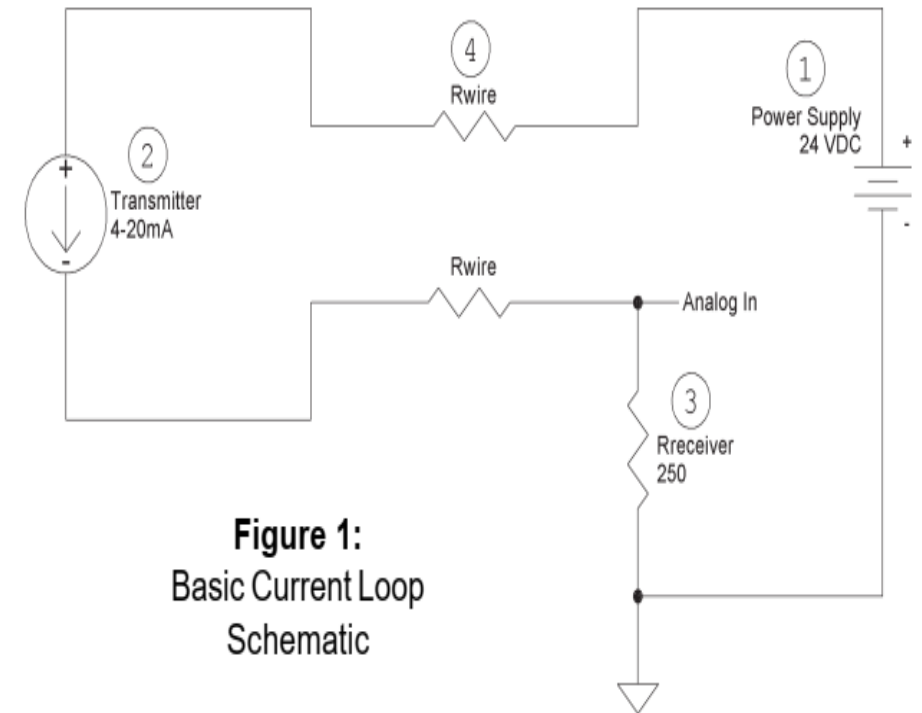 4
Rwire
1
Power Supply
24 VDC
+
2
+
Transmitter
4-20mA
-
-
Rwire
Analog In
3
Rreceiver
250
Figure 1:
Basic Current Loop
Schematic